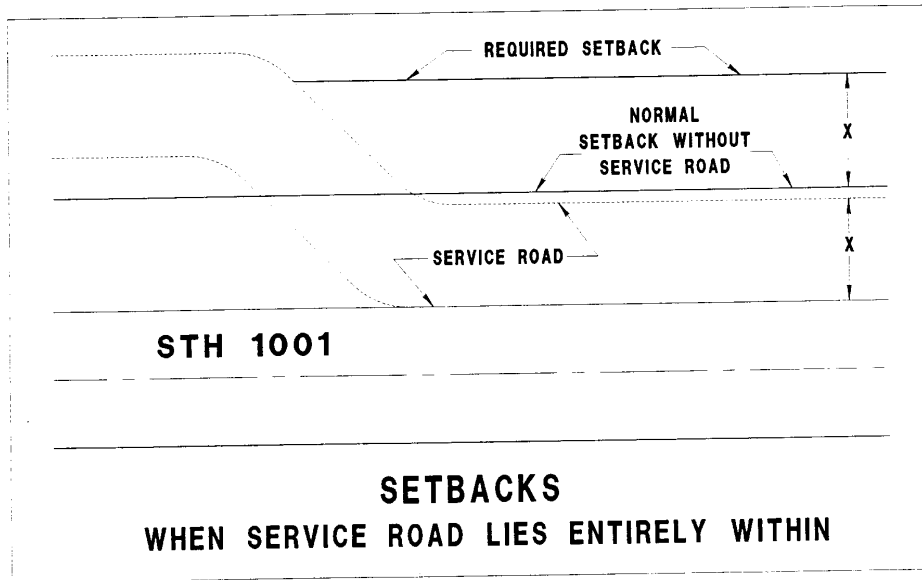 REQUIRED SETBACK
NORMAL
SETBACK WITHOUT
SERVICE ROAD
X
X
SERVICE ROAD
STH 1001
SETBACKS
WHEN SERVICE ROAD LIES ENTIRELY WITHIN